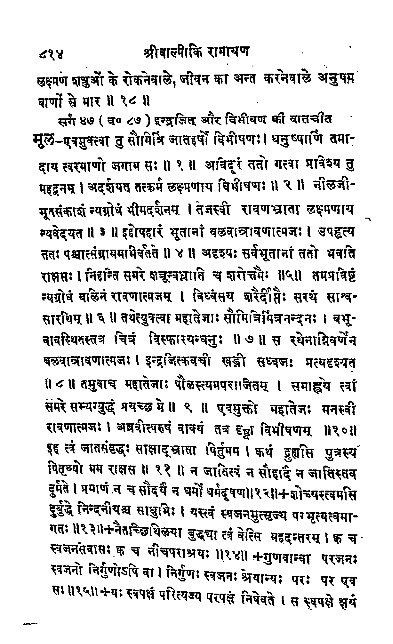 ८१४ श्रीवाल्मीकि रामायण
लक्ष्मण शत्रुओं के रोकनेवाले, जीवन का अन्त करनेवाले अनुपम
बाणों से मार ॥ १८ ॥
सर्ग ४७ ( व० ८७ ) इन्द्रजित् और विभीषण की बातचीत
मूल-एवमुक्त्वा तु सौमित्रिं जातहर्षो विभीषणः। धनुष्पाणिं तमा-
दाय त्वरमाणो जगाम सः ॥ १ ॥ अविदूरं ततो गत्वा प्राविश्य तु
महद्वनम् । अदर्शयत तत्कर्म लक्ष्मणाय विभीषणः ॥ २ ॥ नीलजी-
मूतसंकाशं न्यग्रोधं भीमदर्शनम् । तेजस्वी रावणभ्राता लक्ष्मणाय
न्यवेदयत ॥ ३ ॥ इहोपहारं भूतानां बलवान्रावणात्मजः । उपहृत्य
ततः पश्चात्संग्राममाभिवर्तते ॥ ४ ॥ अदृश्यः सर्वभूतानां ततो भवति
राक्षसः । निहन्ति समरे शत्रून्बध्नाति च शरोत्तमैः ॥५॥ तमप्रविष्टं
न्यग्रोधं बलिनं रावणात्मजम् । विध्वंसय शरैर्दीप्तैः सरथं साश्व-
सारथिम् ॥ ६ ॥ तथेत्युक्त्वा महातेजाः सौमित्रिर्मित्रनन्दनः । बभू-
वावस्थितस्तत्र चित्रं विस्फारयन्धनुः ॥ ७ ॥ स रथेनाग्निवर्णेन
बलवान्रावणात्मजः । इन्द्रजित्कवची खड्गी सध्वजः प्रत्यदृश्यत
॥ ८ ॥ तमुवाच महातेजाः पौलस्त्यमपराजितम् । समाह्वये त्वां
समरे सम्यग्युद्धं प्रयच्छ मे ॥ ९ ॥ एवमुक्तो महातेजा मनस्वी
रावणात्मजः । अब्रवीत्परुषं वाक्यं तत्र दृष्ट्वा विभीषणम् ॥१०॥
इह त्वं जातसंवृद्धः साक्षाद्भ्राता पितुर्मम । कथं द्रुह्यसि पुत्रस्य
पितृव्यो मम राक्षस ॥ ११ ॥ न ज्ञातित्वं न सौहार्दं न जातिस्तव
दुर्मते । प्रमाणं न च सौदर्यं न धर्मो धर्मदूषण॥१२॥+शोच्यस्त्वमसि
दुर्बुद्धे निन्दनीयश्च साधुभिः । यस्त्वं स्वजनमुत्सृज्य परभृत्यत्वमा-
गतः ॥१३॥+नैतच्छिथिलया बुद्ध्या त्वं वेत्सि महदन्तरम् । क च
स्वजनसंवासः क च नीचपराश्रयः ॥१४॥+गुणवान्वा परजनः
स्वजनो निर्गुणोऽपि वा । निर्गुणः स्वजनः श्रेयान्यः परः पर एव
सः॥१५॥+यः स्वपक्षं परित्यज्य परपक्षं निषेवते । स स्वपक्षे क्षयं